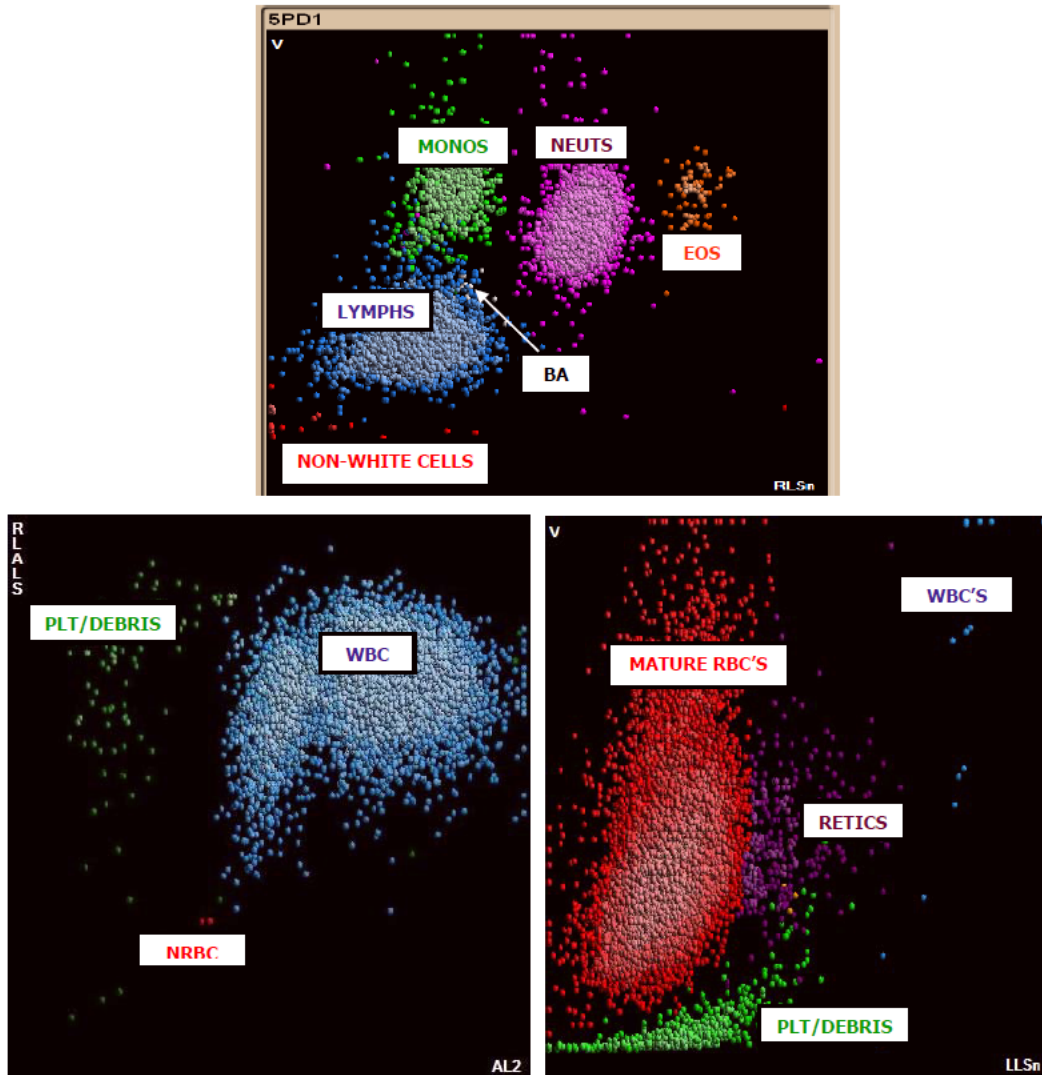 5PD1
V
MONOS
NEUTS
EOS
LYMPHS
BA
NON-WHITE CELLS
RLSn
RLALS
PLT/DEBRIS
WBC
NRBC
AL2
V
WBC'S
MATURE RBC'S
RETICS
PLT/DEBRIS
LLSn